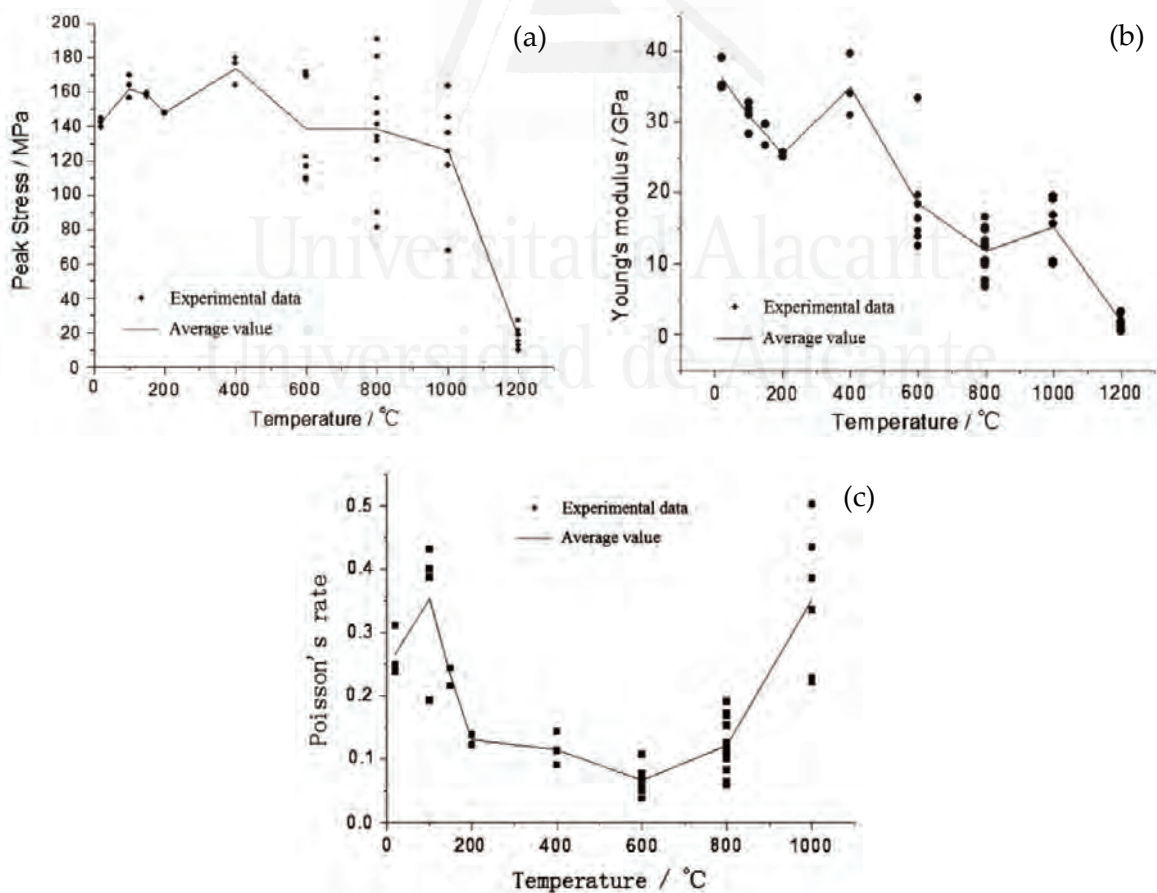 (a)
200
180
160
140
120
100
80
60
40
20
0
Peak Stress / MPa
Experimental data
Average value
0 200 400 600 800 1000 1200
Temperature / °C
(b)
40
30
20
10
0
Young's modulus / GPa
Experimental data
Average value
0 200 400 600 800 1000 1200
Temperature / °C
Universitat d'Alacant
Universidad de Alicante
(c)
0.5
0.4
0.3
0.2
0.1
0.0
Poisson's rate
Experimental data
Average value
0 200 400 600 800 1000
Temperature / °C